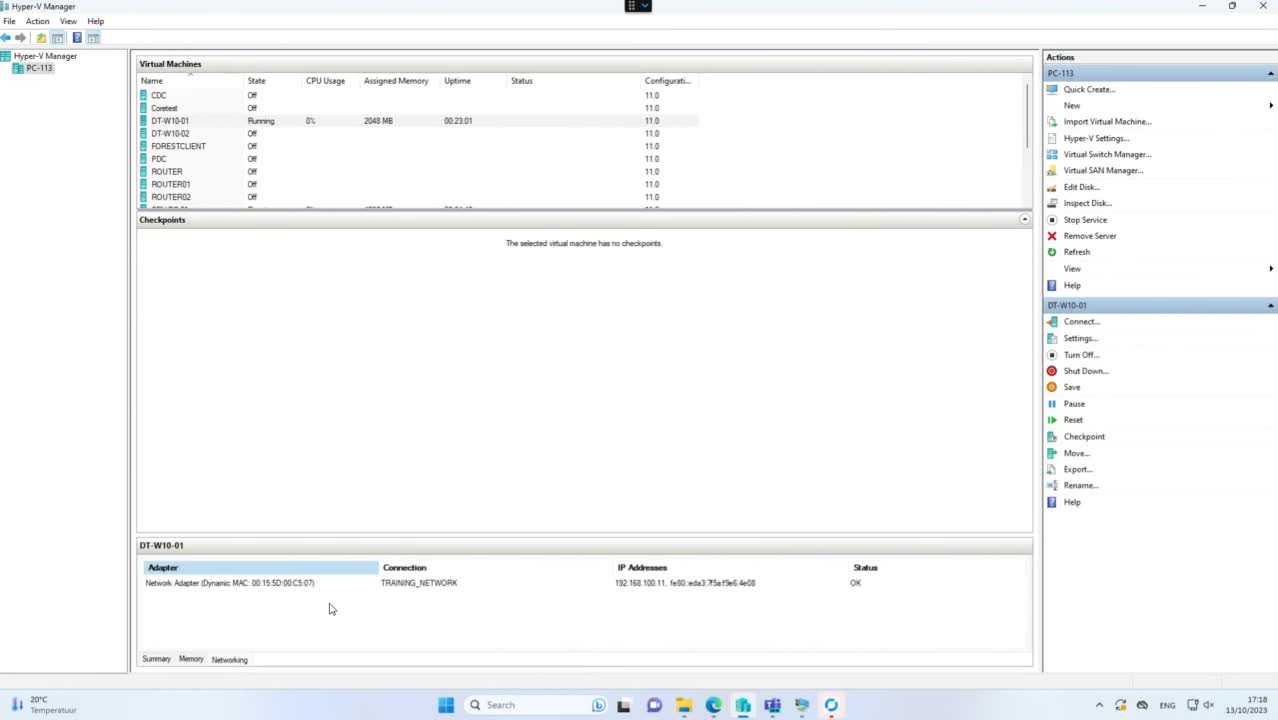 Hyper-V Manager
File Action View Help
Hyper-V Manager
PC-113
Virtual Machines
Name State CPU Usage Assigned Memory Uptime Status Configurati...
CDC Off 11.0
Coretest Off 11.0
DT-W10-01 Running 0% 2048 MB 00:23:01 11.0
DT-W10-02 Off 11.0
FORESTCLIENT Off 11.0
PDC Off 11.0
ROUTER Off 11.0
ROUTER01 Off 11.0
ROUTER02 Off 11.0
Checkpoints
The selected virtual machine has no checkpoints.
DT-W10-01
Adapter Connection IP Addresses Status
Network Adapter (Dynamic MAC: 00:15:5D:00:C5:07) TRAINING_NETWORK 192.168.100.11, fe80::eda3:7f5a:f9e6:4e08 OK
Summary Memory Networking
Actions
PC-113
Quick Create...
New
Import Virtual Machine...
Hyper-V Settings...
Virtual Switch Manager...
Virtual SAN Manager...
Edit Disk...
Inspect Disk...
Stop Service
Remove Server
Refresh
View
Help
DT-W10-01
Connect...
Settings...
Turn Off...
Shut Down...
Save
Pause
Reset
Checkpoint
Move...
Export...
Rename...
Help
20°C
Temperatuur
Search
ENG
17:18
13/10/2023